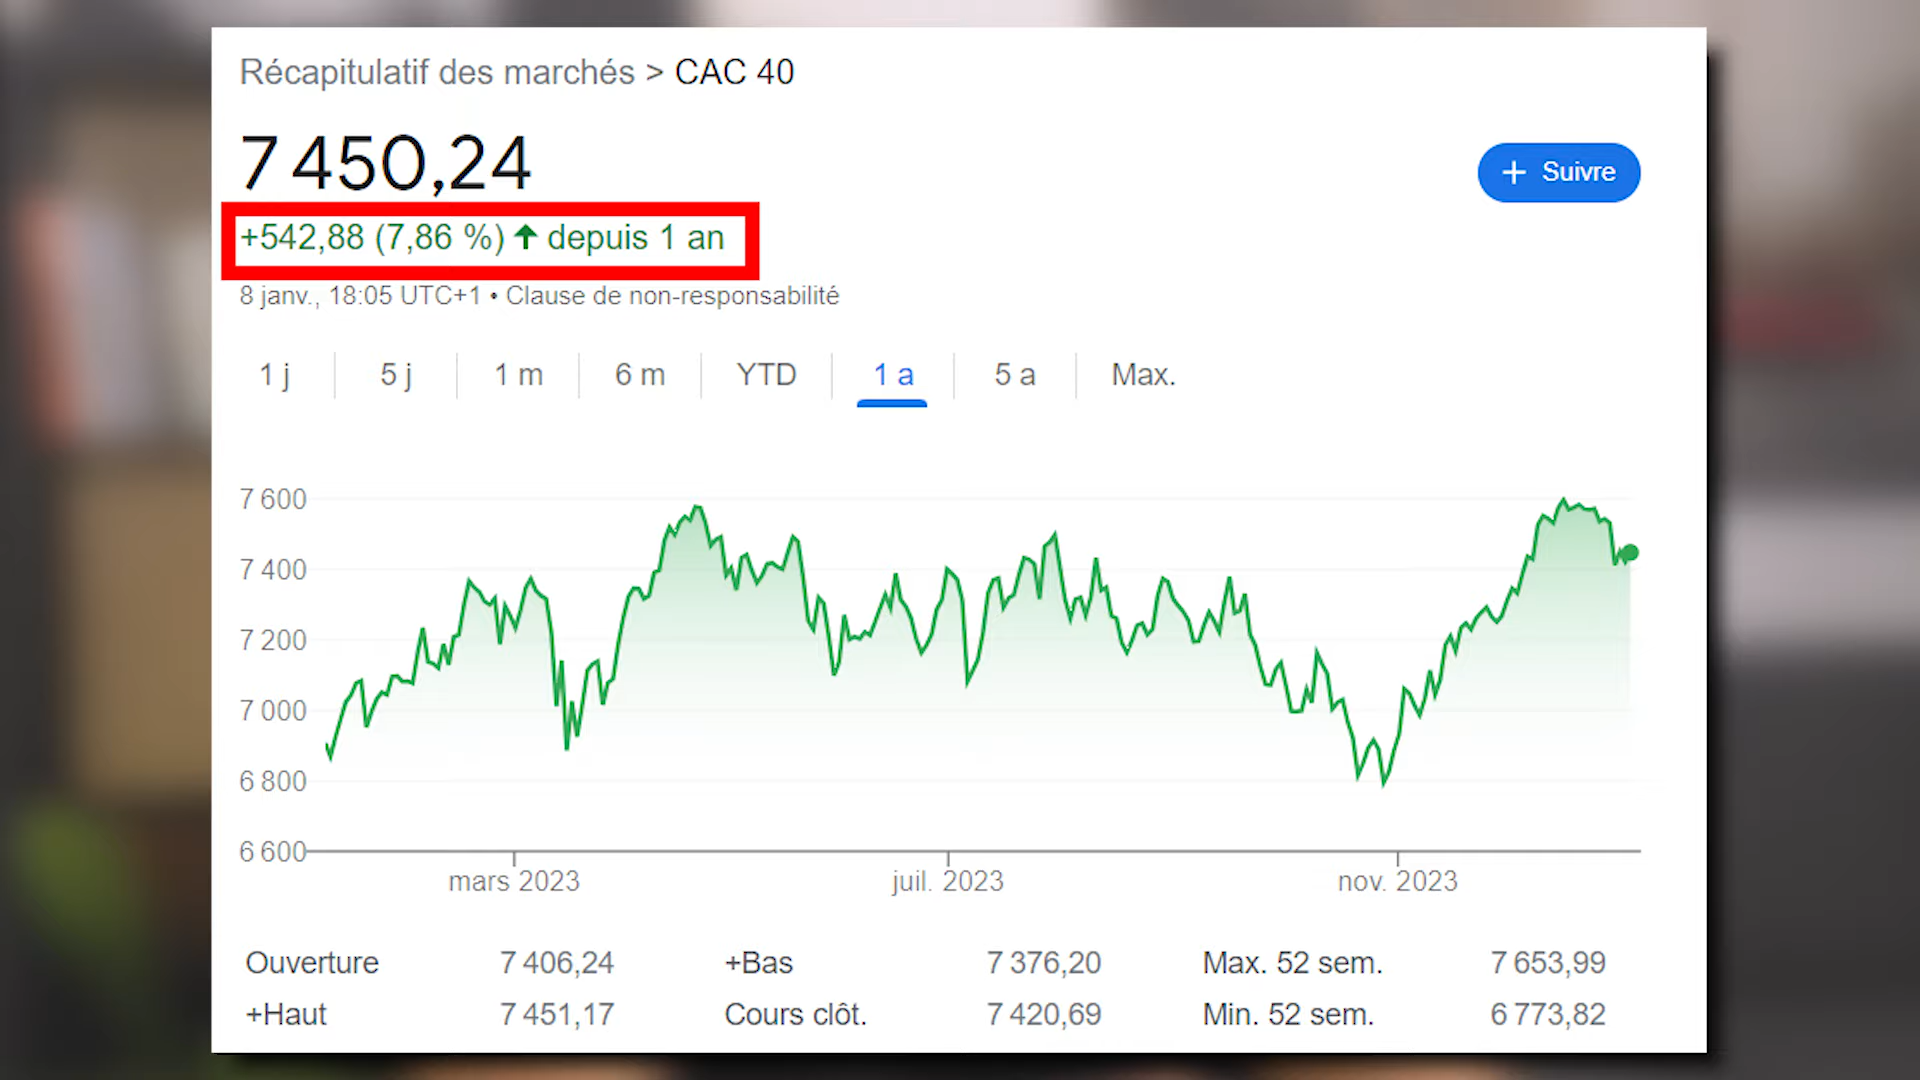 Récapitulatif des marchés > CAC 40
7 450,24
+ Suivre
+542,88 (7,86 %) ↑ depuis 1 an
8 janv., 18:05 UTC+1 • Clause de non-responsabilité
1 j 5 j 1 m 6 m YTD 1 a 5 a Max.
7 600
7 400
7 200
7 000
6 800
6 600
mars 2023 juil. 2023 nov. 2023
Ouverture 7 406,24 +Bas 7 376,20 Max. 52 sem. 7 653,99
+Haut 7 451,17 Cours clôt. 7 420,69 Min. 52 sem. 6 773,82